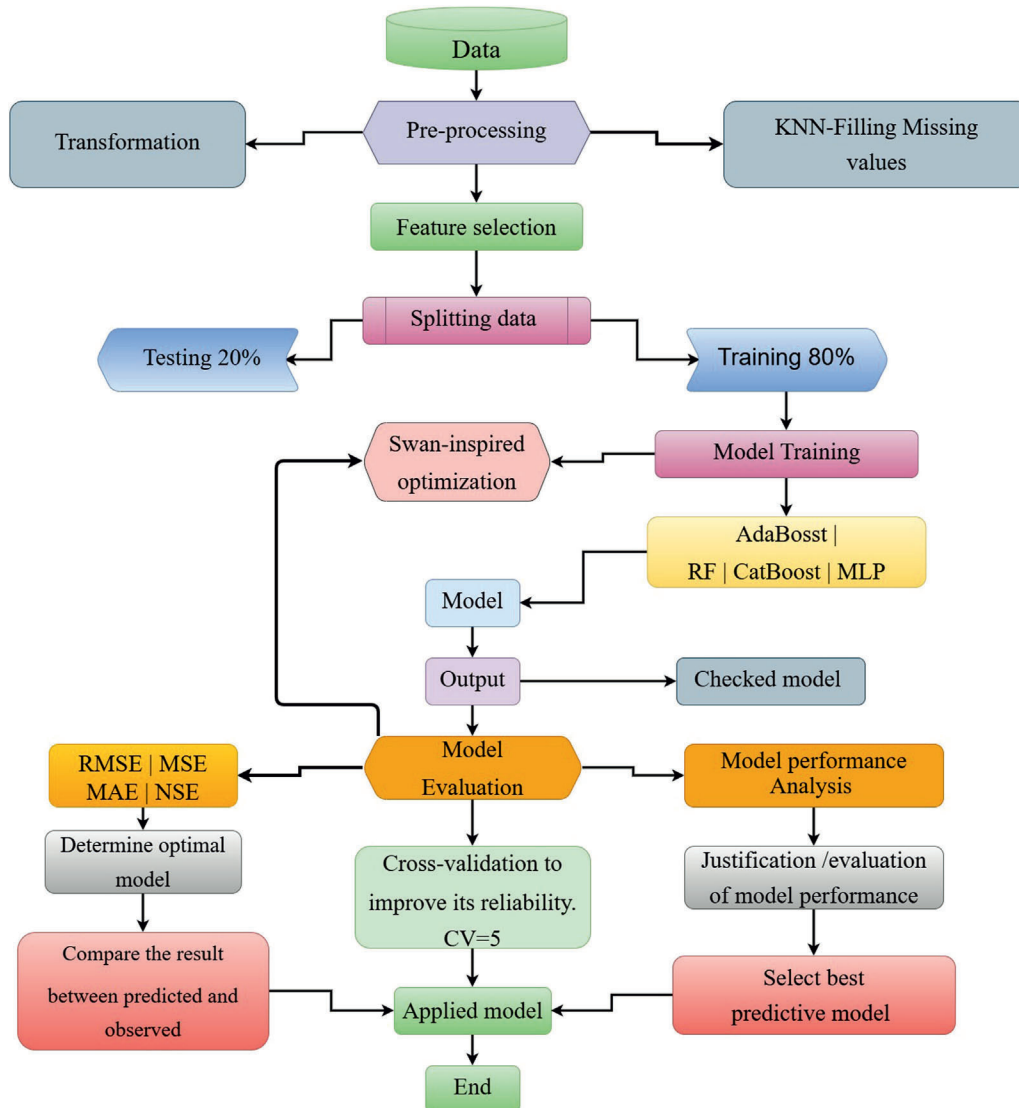 Data
Transformation
Pre-processing
KNN-Filling Missing
values
Feature selection
Splitting data
Testing 20%
Training 80%
Swan-inspired
optimization
Model Training
AdaBosst |
RF | CatBoost | MLP
Model
Output
Checked model
RMSE | MSE
MAE | NSE
Model
Evaluation
Model performance
Analysis
Determine optimal
model
Cross-validation to
improve its reliability.
CV=5
Justification /evaluation
of model performance
Compare the result
between predicted and
observed
Applied model
Select best
predictive model
End